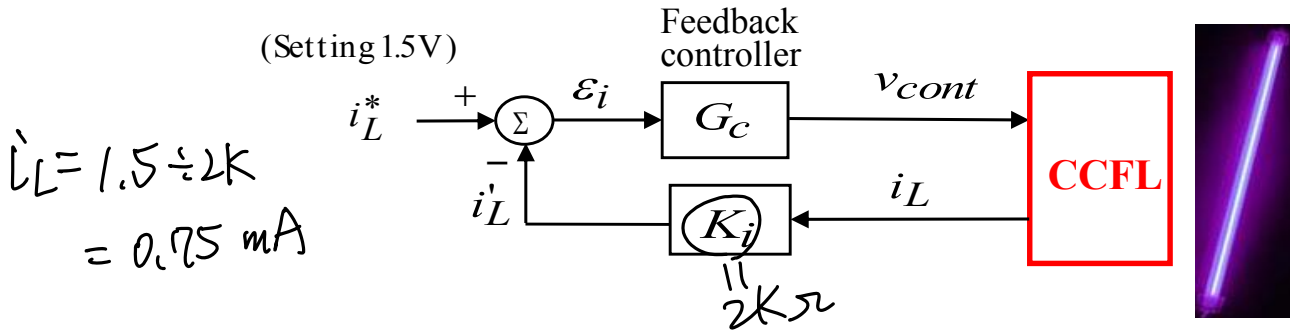 Feedback
controller
(Setting 1.5V)
i*L
+
Σ
−
εi
Gc
vcont
CCFL
iL = 1.5÷2K
= 0.75 mA
i'L
Ki
iL
=
2KΩ